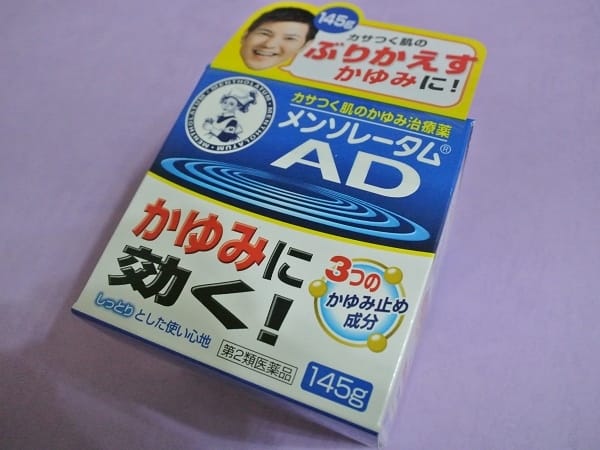 145g
カサつく肌の
ぶりかえす
かゆみに!
カサつく肌のかゆみ治療薬
メンソレータム®
AD
MENTHOLATUM・MENTHOLATUM・MENTHOLATUM
かゆみに
効く!
3つの
かゆみ止め
成分
しっとりとした使い心地
第2類医薬品
145g